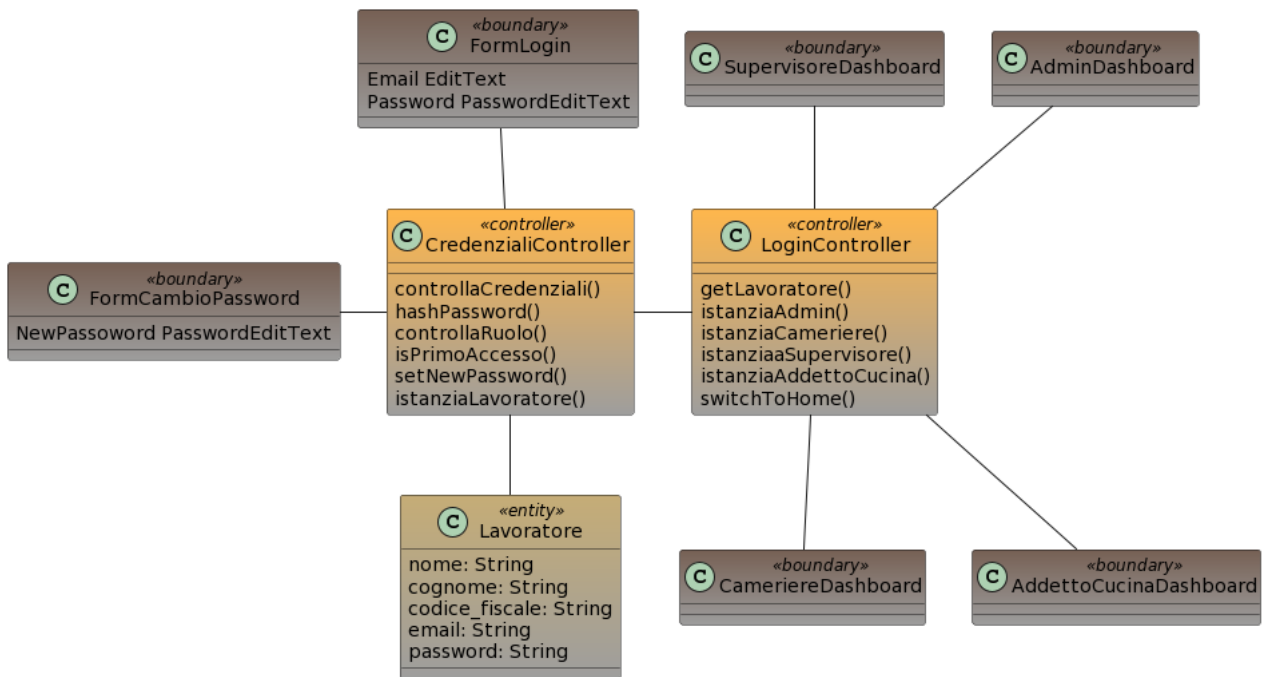 «boundary»
C FormLogin
Email EditText
Password PasswordEditText
«boundary»
C SupervisoreDashboard
«boundary»
C AdminDashboard
«boundary»
C FormCambioPassword
NewPassoword PasswordEditText
«controller»
C CredenzialiController
controllaCredenziali()
hashPassword()
controllaRuolo()
isPrimoAccesso()
setNewPassword()
istanziaLavoratore()
«controller»
C LoginController
getLavoratore()
istanziaAdmin()
istanziaCameriere()
istanziaaSupervisore()
istanziaAddettoCucina()
switchToHome()
«entity»
C Lavoratore
nome: String
cognome: String
codice_fiscale: String
email: String
password: String
«boundary»
C CameriereDashboard
«boundary»
C AddettoCucinaDashboard